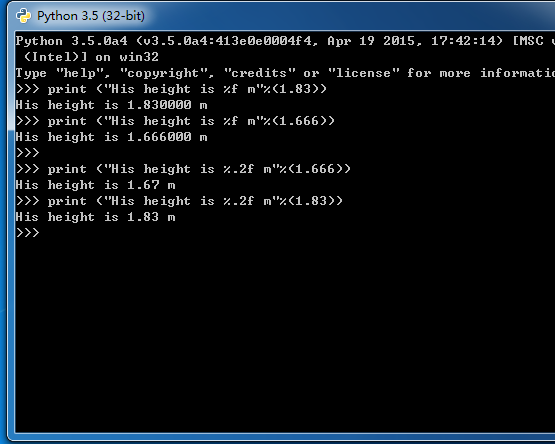 Python 3.5 (32-bit)
Python 3.5.0a4 (v3.5.0a4:413e0e0004f4, Apr 19 2015, 17:42:14) [MSC
(Intel)] on win32
Type "help", "copyright", "credits" or "license" for more
>>> print ("His height is %f m"%(1.83))
His height is 1.830000 m
>>> print ("His height is %f m"%(1.666))
His height is 1.666000 m
>>>
>>> print ("His height is %.2f m"%(1.666))
His height is 1.67 m
>>> print ("His height is %.2f m"%(1.83))
His height is 1.83 m
>>>